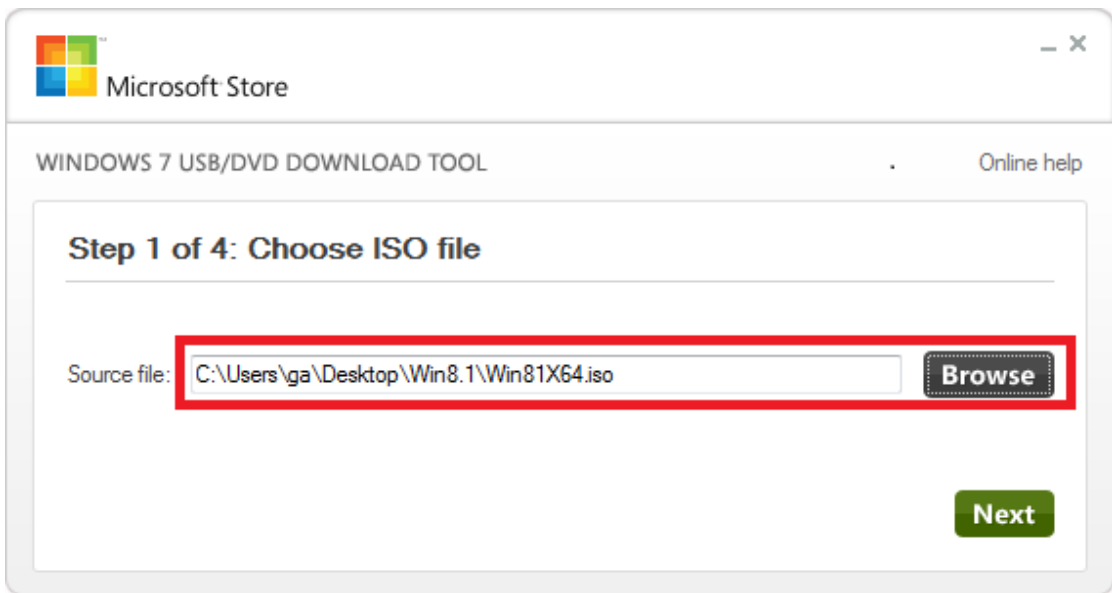 Microsoft Store
WINDOWS 7 USB/DVD DOWNLOAD TOOL . Online help
Step 1 of 4: Choose ISO file
Source file: C:\Users\ga\Desktop\Win8.1\Win81X64.iso Browse
Next